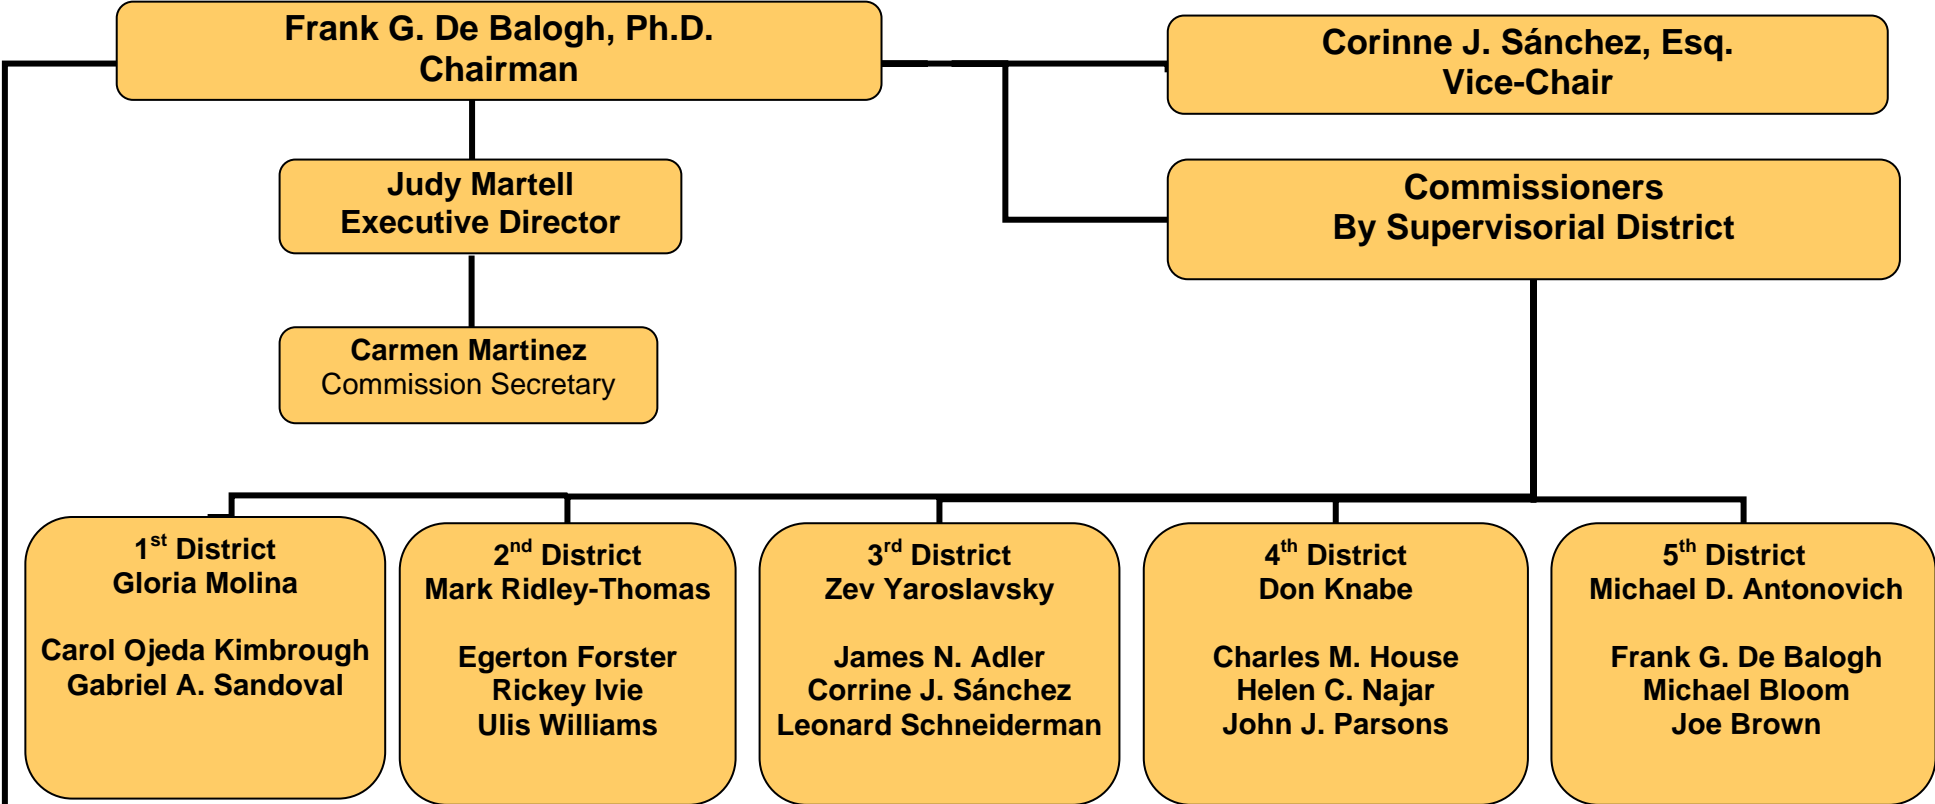 Frank G. De Balogh, Ph.D.
Chairman
Corinne J. Sánchez, Esq.
Vice-Chair
Judy Martell
Executive Director
Commissioners
By Supervisorial District
Carmen Martinez
Commission Secretary
1st District
Gloria Molina
Carol Ojeda Kimbrough
Gabriel A. Sandoval
2nd District
Mark Ridley-Thomas
Egerton Forster
Rickey Ivie
Ulis Williams
3rd District
Zev Yaroslavsky
James N. Adler
Corrine J. Sánchez
Leonard Schneiderman
4th District
Don Knabe
Charles M. House
Helen C. Najar
John J. Parsons
5th District
Michael D. Antonovich
Frank G. De Balogh
Michael Bloom
Joe Brown